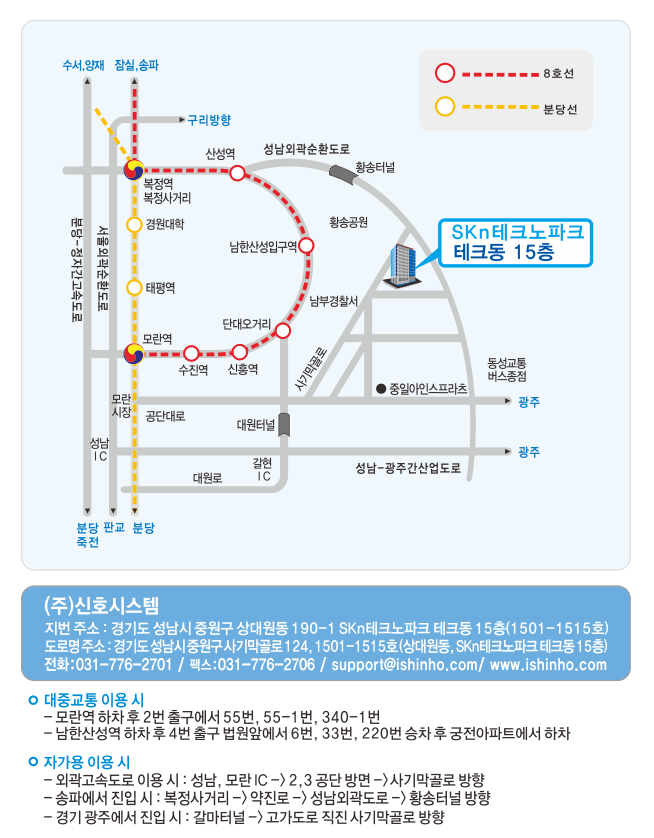 수서,양재
잠실,송파
8호선
분당선
구리방향
산성역
성남외곽순환도로
황송터널
복정역
복정사거리
경원대학
황송공원
SKn테크노파크
테크동 15층
분당-정자간고속도로
서울외곽순환도로
남한산성입구역
태평역
남부경찰서
단대오거리
모란역
수진역
신흥역
사기막골로
동성교통
버스종점
중일아인스프라츠
모란
시장
공단대로
광주
대원터널
성남
IC
광주
갈현
IC
성남-광주간산업도로
대원로
분당
죽전
판교
분당
(주)신호시스템
지번 주소 : 경기도 성남시 중원구 상대원동 190-1 SKn테크노파크 테크동 15층(1501-1515호)
도로명 주소 : 경기도 성남시 중원구 사기막골로 124, 1501-1515호(상대원동, SKn테크노파크 테크동 15층)
전화:031-776-2701 / 팩스:031-776-2706 / support@ishinho.com/ www.ishinho.com
대중교통 이용 시
- 모란역 하차 후 2번 출구에서 55번, 55-1번, 340-1번
- 남한산성역 하차 후 4번 출구 법원앞에서 6번, 33번, 220번 승차 후 궁전아파트에서 하차
자가용 이용 시
- 외곽고속도로 이용 시 : 성남, 모란 IC -> 2,3 공단 방면 -> 사기막골로 방향
- 송파에서 진입 시 : 복정사거리 -> 약진로 -> 성남외곽도로 -> 황송터널 방향
- 경기 광주에서 진입 시 : 갈마터널 -> 고가도로 직진 사기막골로 방향